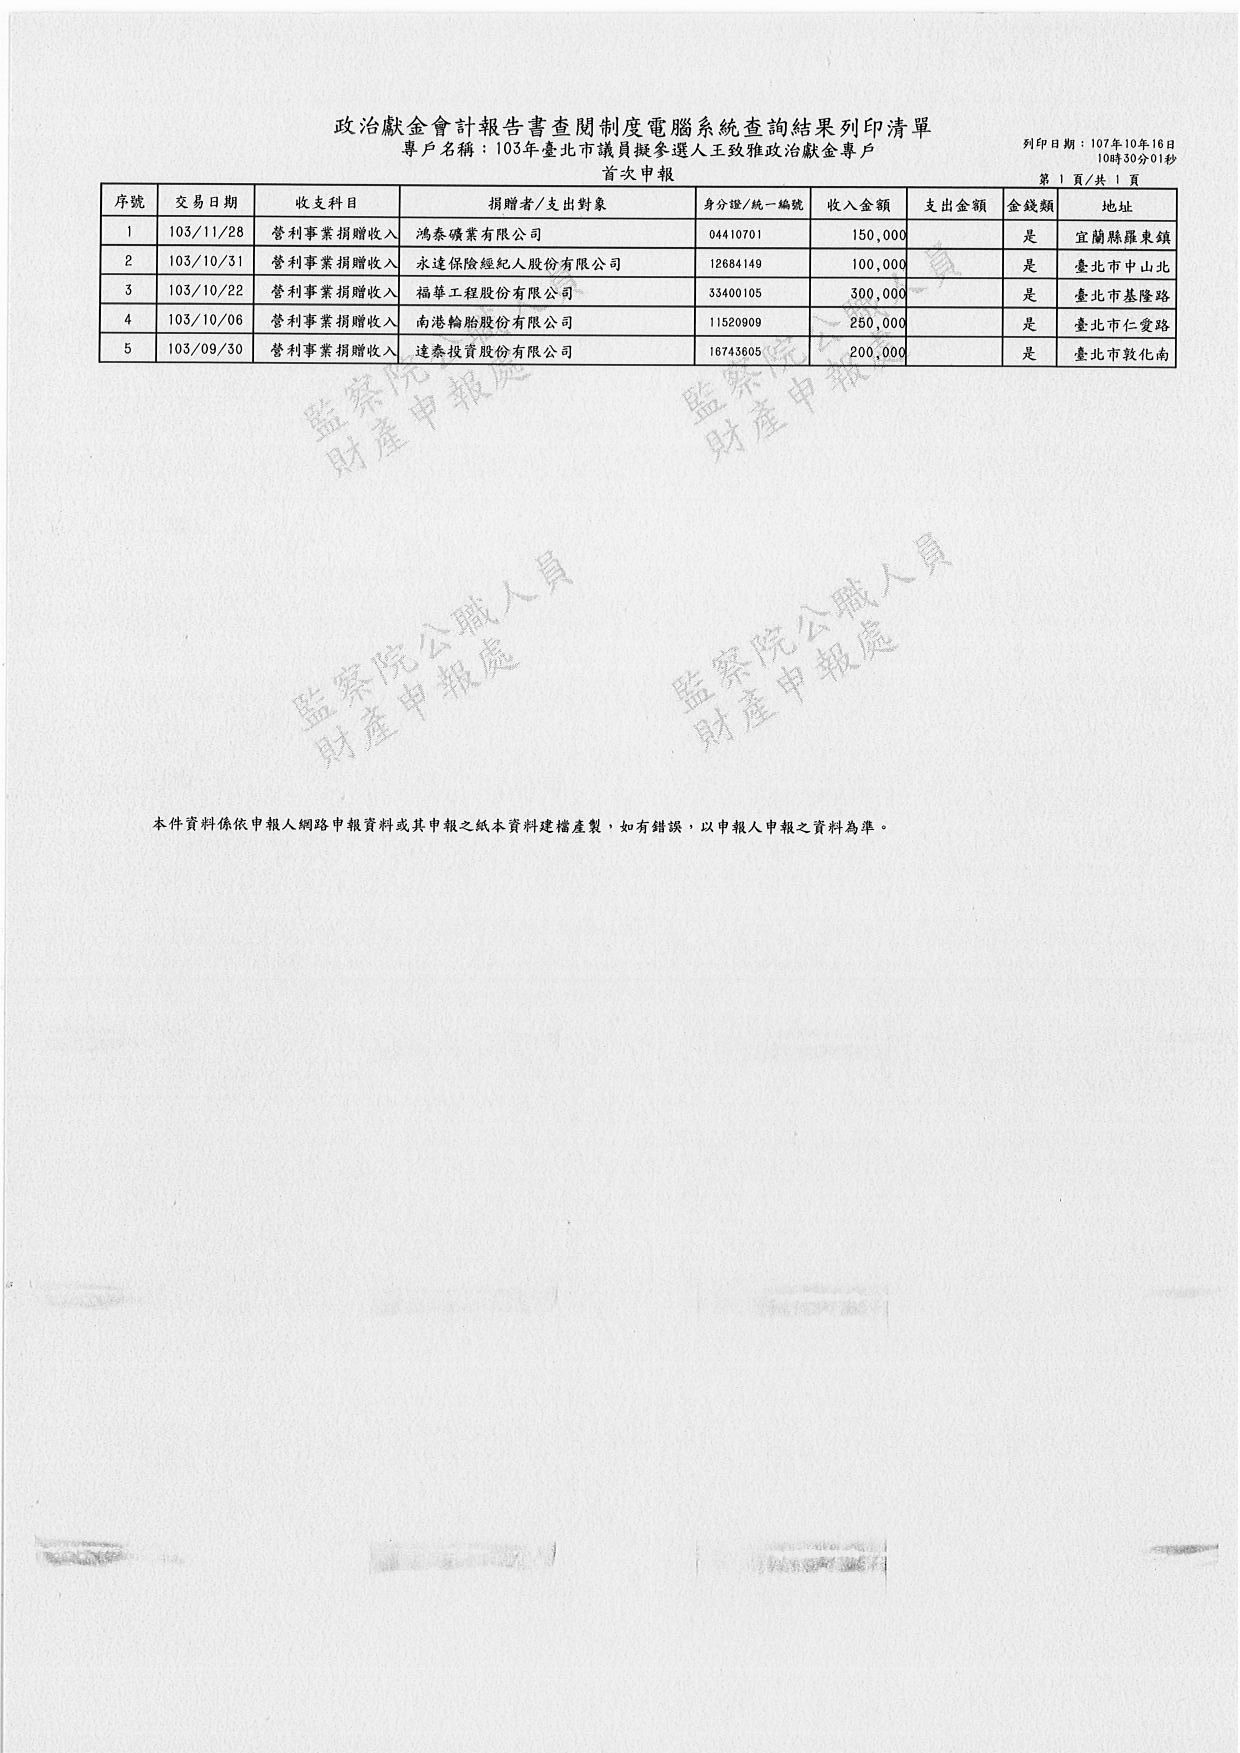 政治獻金會計報告書查閱制度電腦系統查詢結果列印清單
專戶名稱：103年臺北市議員擬參選人王致雅政治獻金專戶
列印日期：107年10年16日
10時30分01秒
首次申報
第 1 頁/共 1 頁
序號 交易日期 收支科目 捐贈者/支出對象 身分證/統一編號 收入金額 支出金額 金錢類 地址
1 103/11/28 營利事業捐贈收入 鴻泰礦業有限公司 04410701 150,000 是 宜蘭縣羅東鎮
2 103/10/31 營利事業捐贈收入 永達保險經紀人股份有限公司 12684149 100,000 是 臺北市中山北
3 103/10/22 營利事業捐贈收入 福華工程股份有限公司 33400105 300,000 是 臺北市基隆路
4 103/10/06 營利事業捐贈收入 南港輪胎股份有限公司 11520909 250,000 是 臺北市仁愛路
5 103/09/30 營利事業捐贈收入 達泰投資股份有限公司 16743605 200,000 是 臺北市敦化南
監察院公職人員
財產申報處
監察院公職人員
財產申報處
監察院公職人員
財產申報處
監察院公職人員
財產申報處
本件資料係依申報人網路申報資料或其申報之紙本資料建檔產製，如有錯誤，以申報人申報之資料為準。